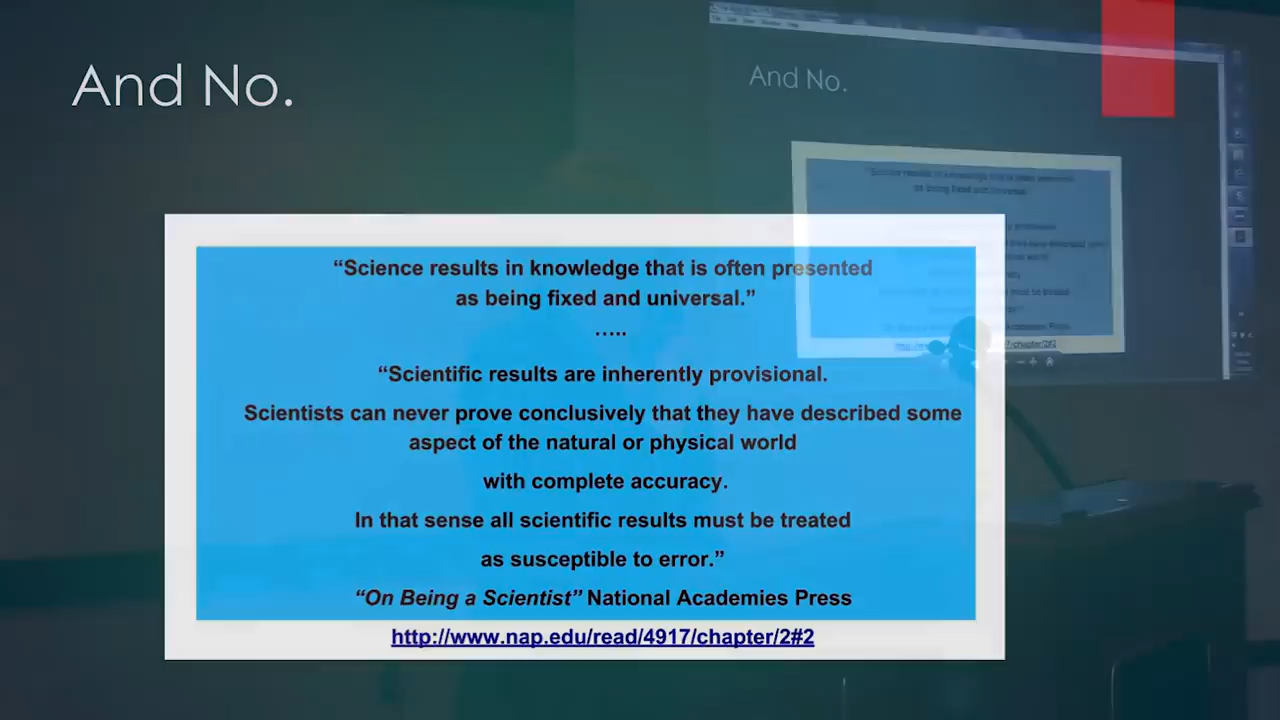 And No.
And No.
“Science results in knowledge that is often presented
as being fixed and universal.”
…..
“Scientific results are inherently provisional.
Scientists can never prove conclusively that they have described some
aspect of the natural or physical world
with complete accuracy.
In that sense all scientific results must be treated
as susceptible to error.”
“On Being a Scientist” National Academies Press
http://www.nap.edu/read/4917/chapter/2#2